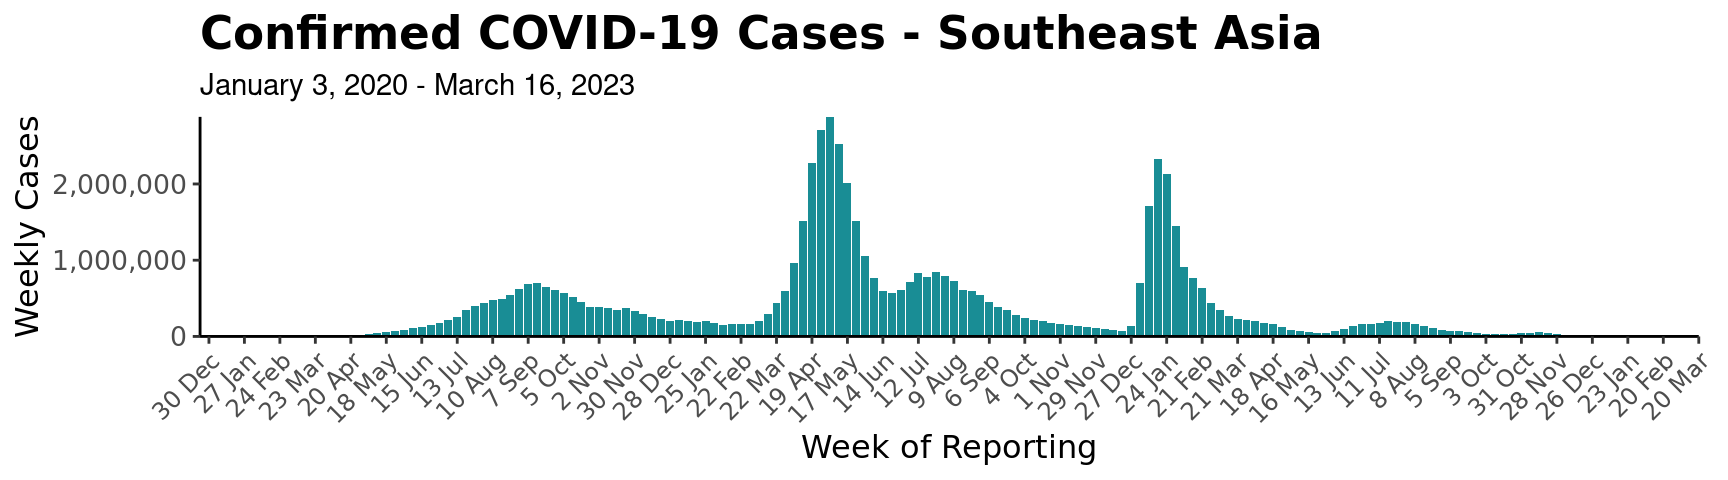 Confirmed COVID-19 Cases - Southeast Asia
January 3, 2020 - March 16, 2023
Weekly Cases
2,000,000
1,000,000
0
30 Dec
27 Jan
24 Feb
23 Mar
20 Apr
18 May
15 Jun
13 Jul
10 Aug
7 Sep
5 Oct
2 Nov
30 Nov
28 Dec
25 Jan
22 Feb
22 Mar
19 Apr
17 May
14 Jun
12 Jul
9 Aug
6 Sep
4 Oct
1 Nov
29 Nov
27 Dec
24 Jan
21 Feb
21 Mar
18 Apr
16 May
13 Jun
11 Jul
8 Aug
5 Sep
3 Oct
31 Oct
28 Nov
26 Dec
23 Jan
20 Feb
20 Mar
Week of Reporting